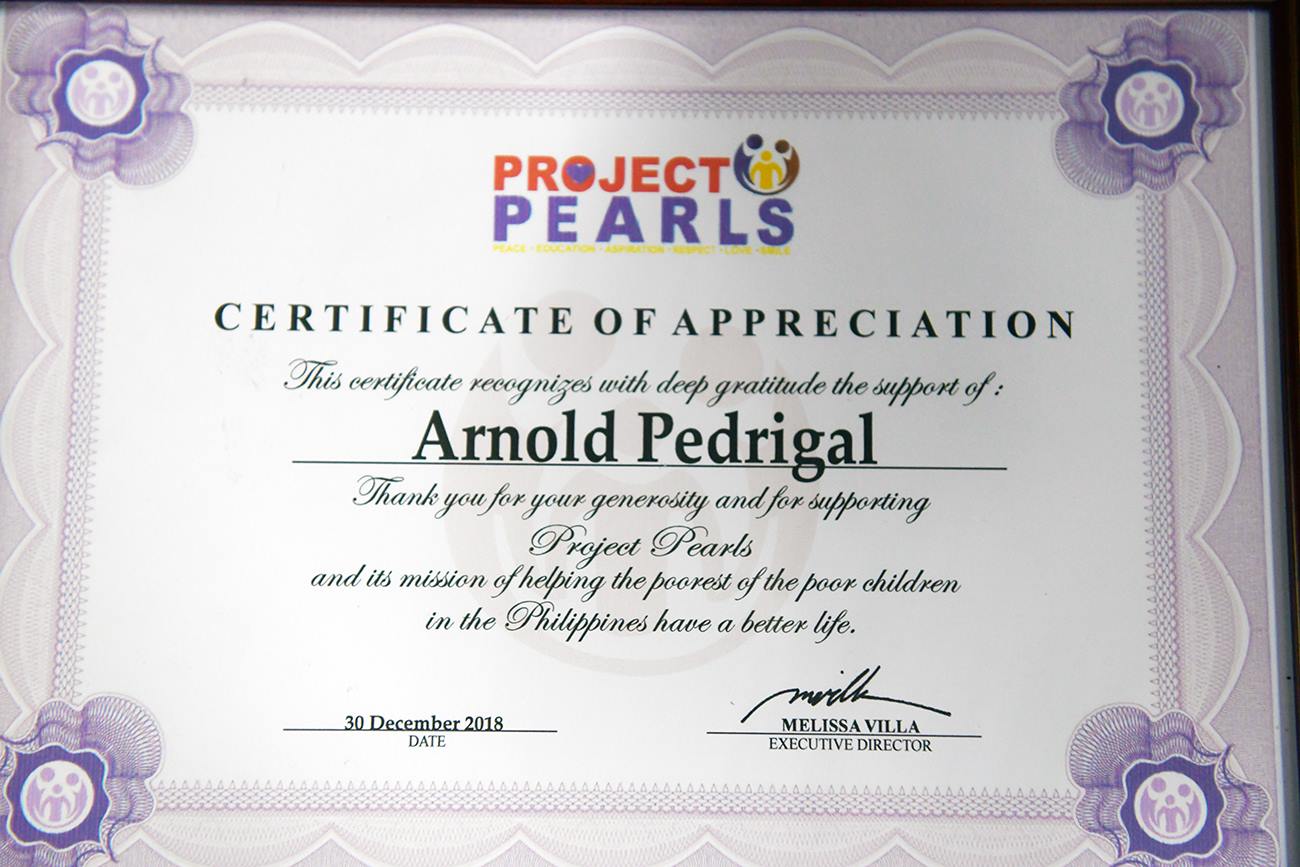 PROJECT
PEARLS
PEACE · EDUCATION · ASPIRATION · RESPECT · LOVE · SMILE
CERTIFICATE OF APPRECIATION
This certificate recognizes with deep gratitude the support of :
Arnold Pedrigal
Thank you for your generosity and for supporting
Project Pearls
and its mission of helping the poorest of the poor children
in the Philippines have a better life.
30 December 2018
DATE
mvilla
MELISSA VILLA
EXECUTIVE DIRECTOR